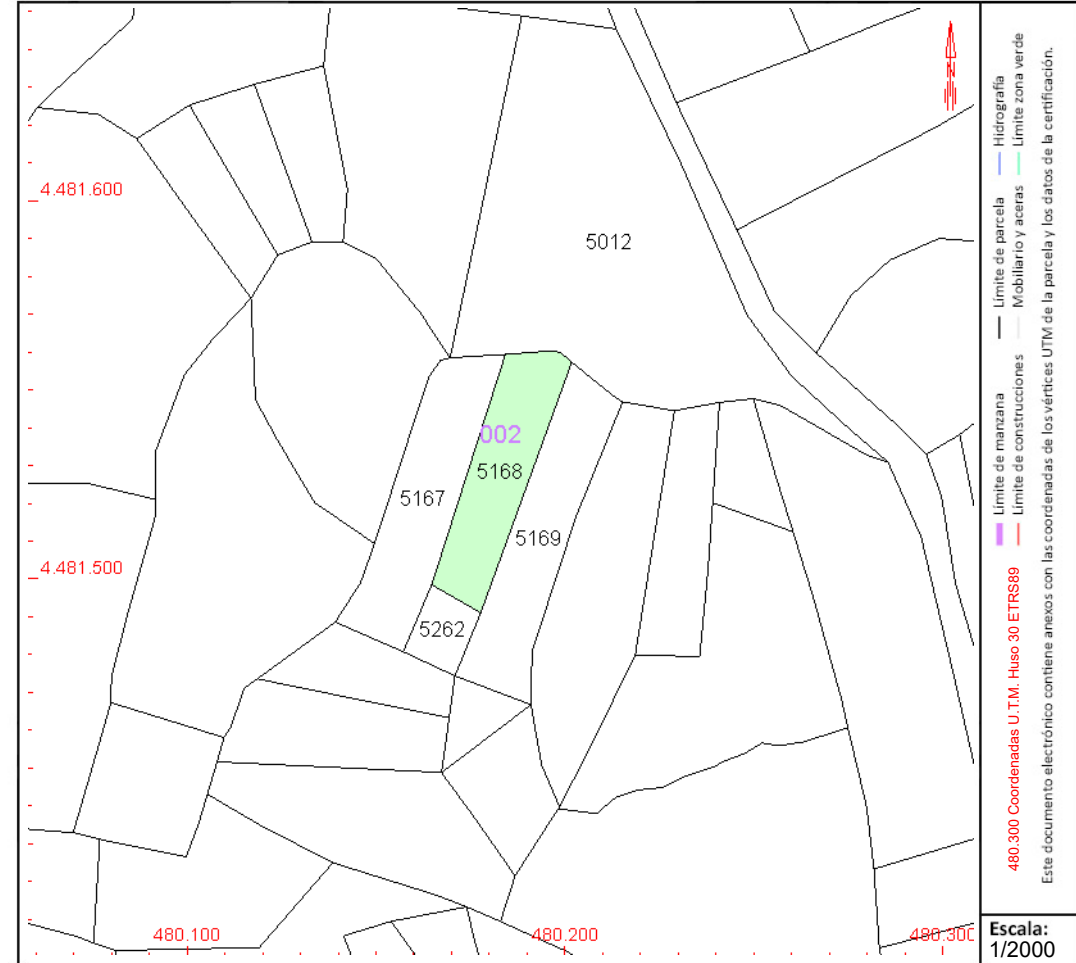 4.481.600
5012
002
5168
5167
5169
4.481.500
5262
480.100
480.200
480.300
N
Hidrografía
Límite zona verde
Límite de parcela
Mobiliario y aceras
Límite de manzana
Límite de construcciones
480.300 Coordenadas U.T.M. Huso 30 ETRS89
Este documento electrónico contiene anexos con las coordenadas de los vértices UTM de la parcela y los datos de la certificación.
Escala:
1/2000